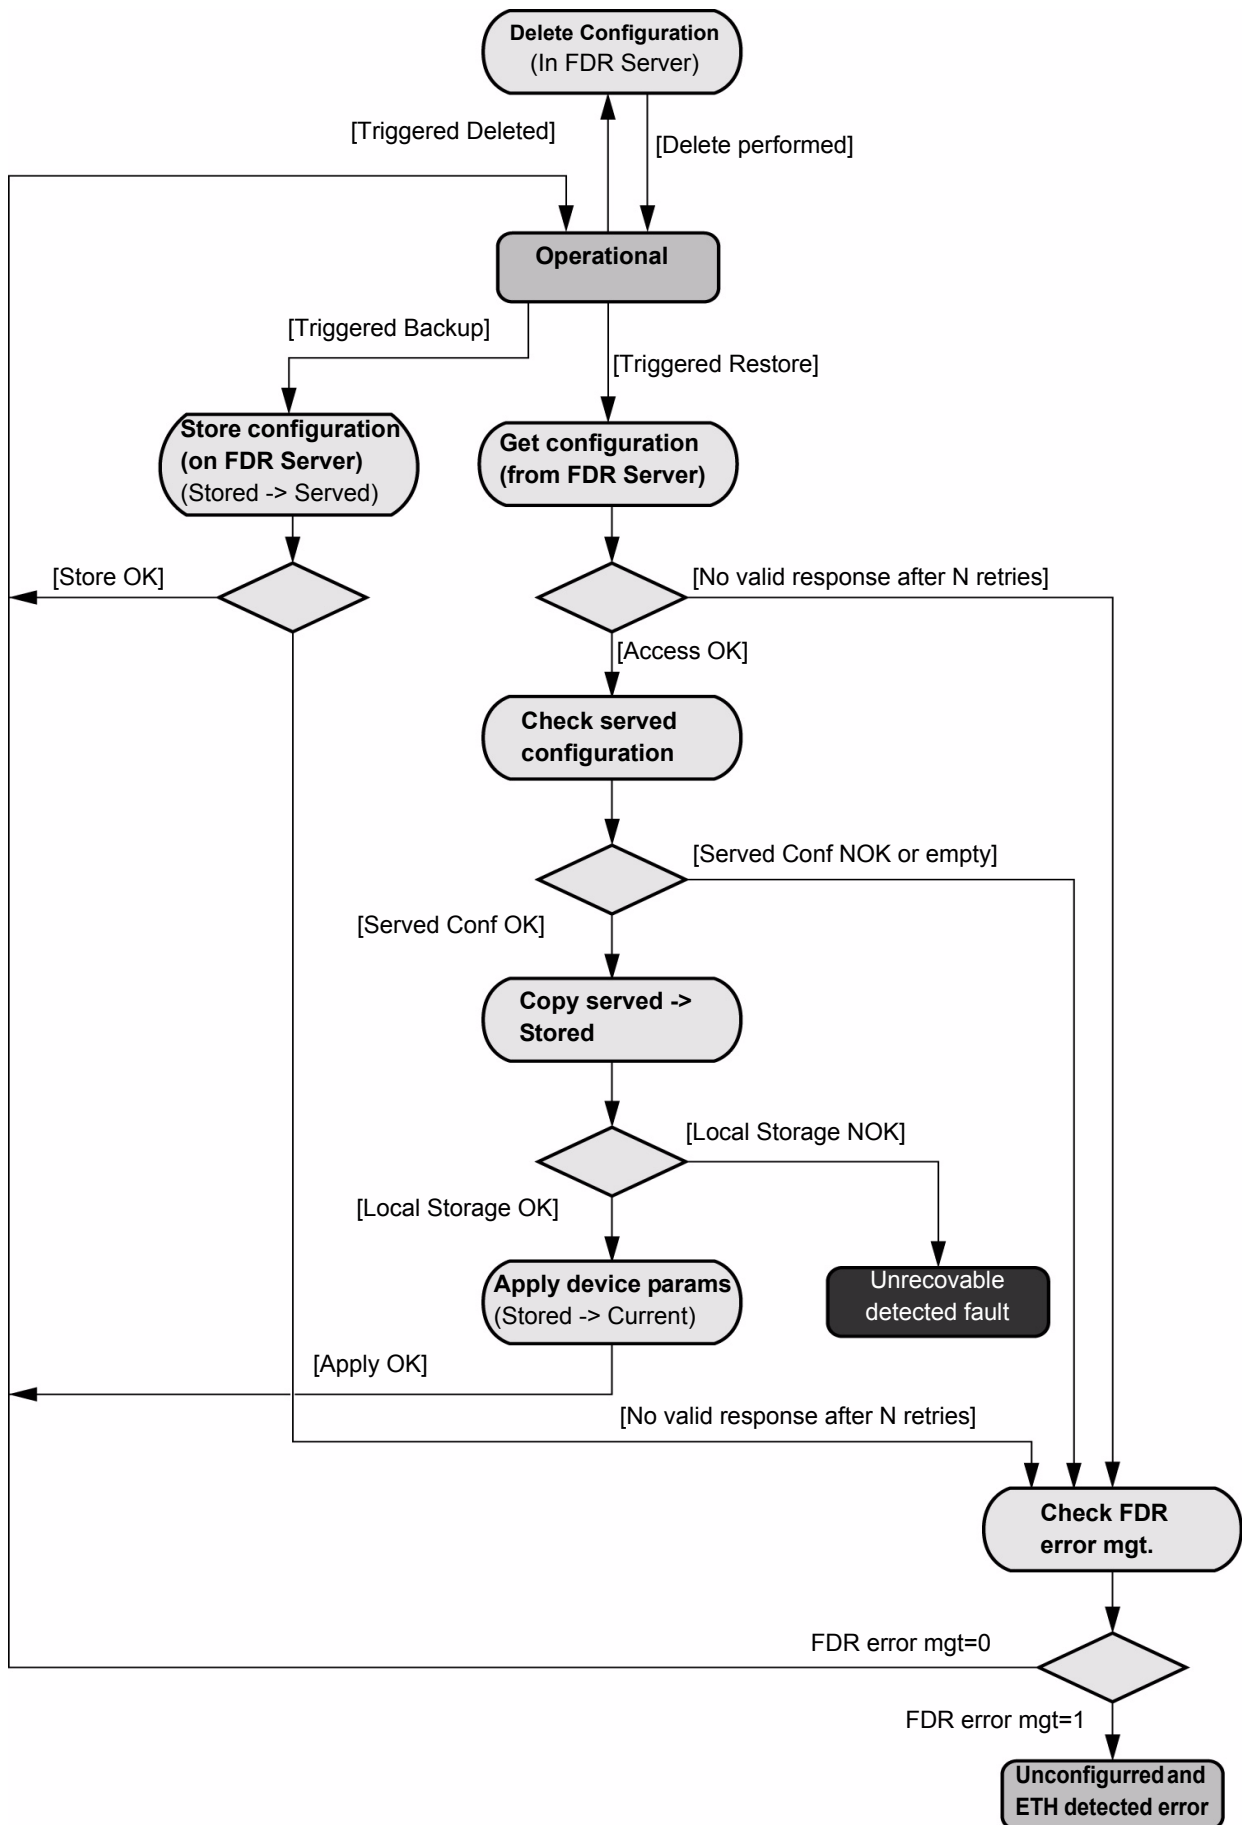 Delete Configuration
(In FDR Server)
[Triggered Deleted]
[Delete performed]
Operational
[Triggered Backup]
[Triggered Restore]
Store configuration
(on FDR Server)
(Stored -> Served)
Get configuration
(from FDR Server)
[Store OK]
[No valid response after N retries]
[Access OK]
Check served
configuration
[Served Conf NOK or empty]
[Served Conf OK]
Copy served ->
Stored
[Local Storage NOK]
[Local Storage OK]
Apply device params
(Stored -> Current)
Unrecovable
detected fault
[Apply OK]
[No valid response after N retries]
Check FDR
error mgt.
FDR error mgt=0
FDR error mgt=1
Unconfigurred and
ETH detected error